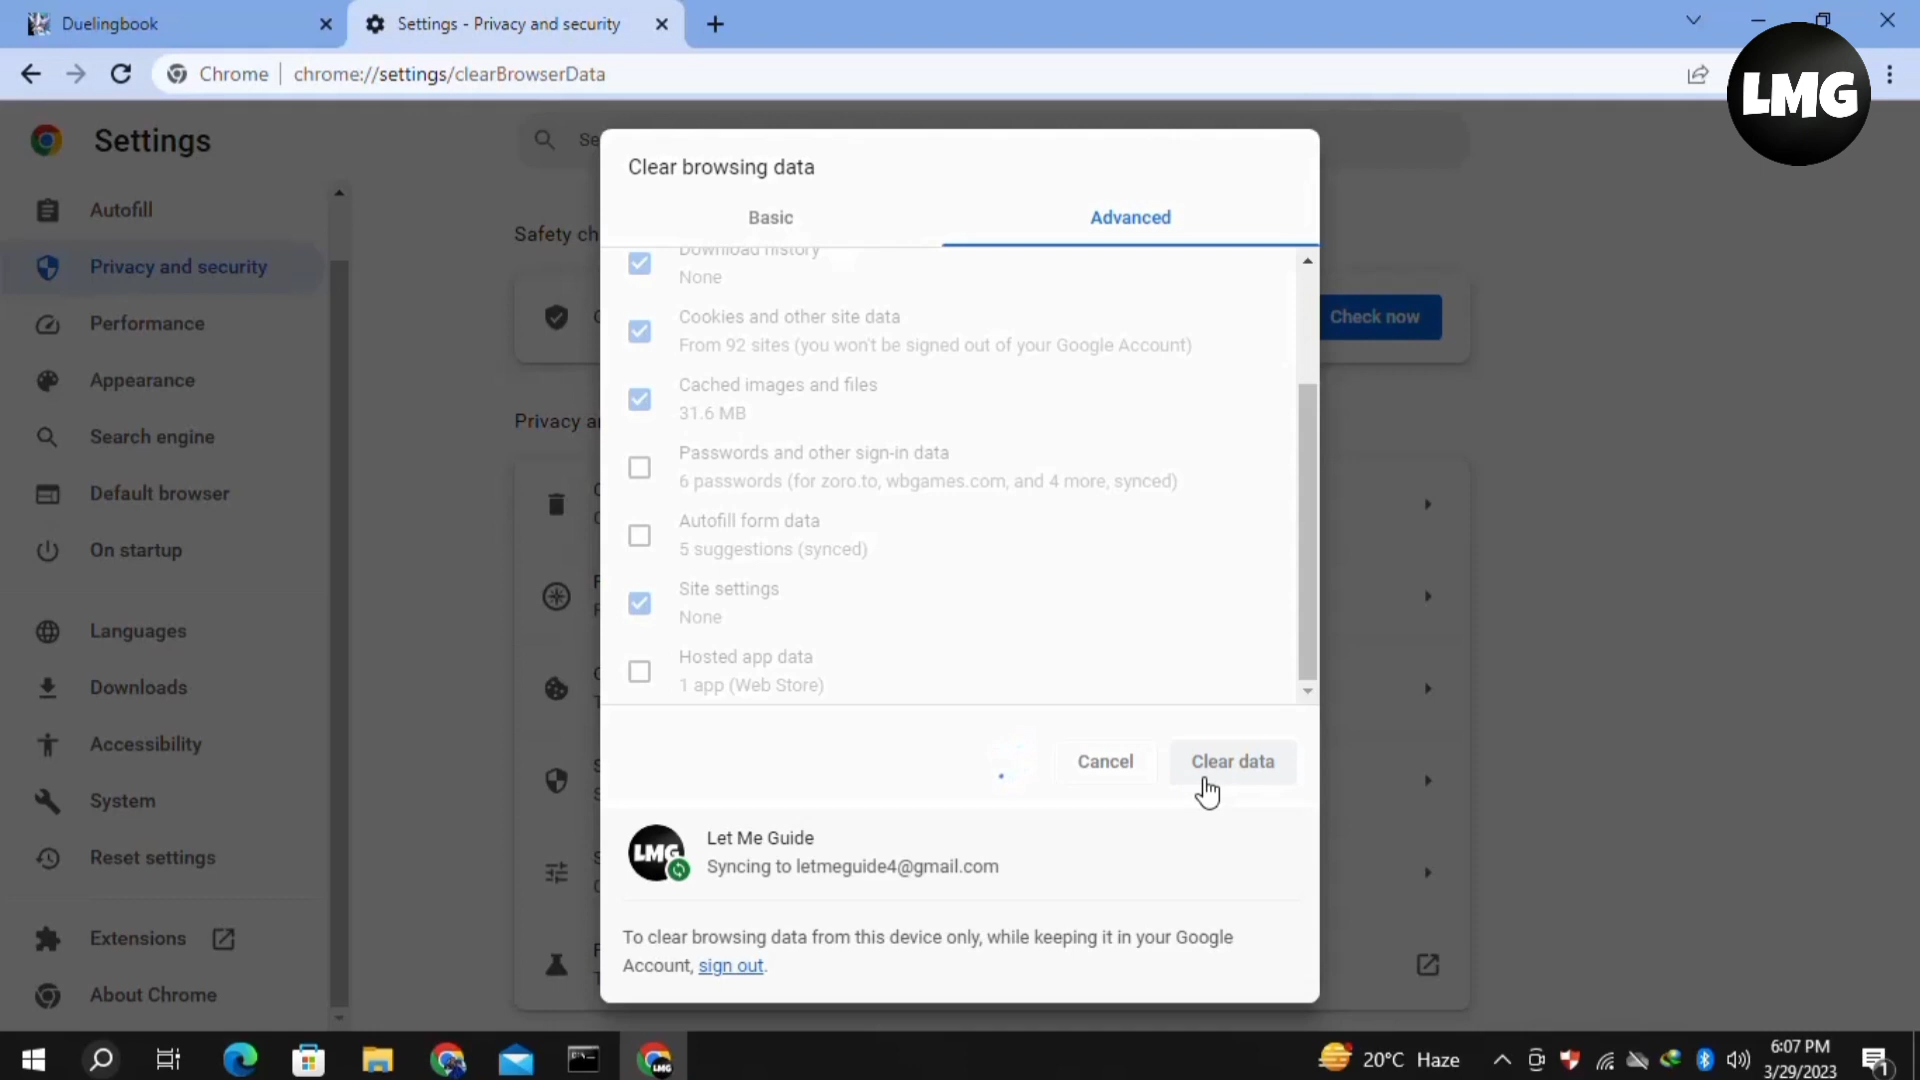 Duelingbook
Settings - Privacy and security
Chrome
chrome://settings/clearBrowserData
LMG
Settings
Se
Autofill
Privacy and security
Performance
Appearance
Search engine
Default browser
On startup
Languages
Downloads
Accessibility
System
Reset settings
Extensions
About Chrome
Safety ch
Check now
Privacy a
Clear browsing data
Basic
Advanced
Download history
None
Cookies and other site data
From 92 sites (you won't be signed out of your Google Account)
Cached images and files
31.6 MB
Passwords and other sign-in data
6 passwords (for zoro.to, wbgames.com, and 4 more, synced)
Autofill form data
5 suggestions (synced)
Site settings
None
Hosted app data
1 app (Web Store)
Cancel
Clear data
LMG
Let Me Guide
Syncing to letmeguide4@gmail.com
To clear browsing data from this device only, while keeping it in your Google
Account, sign out.
LMG
20°C Haze
6:07 PM
3/29/2023
1